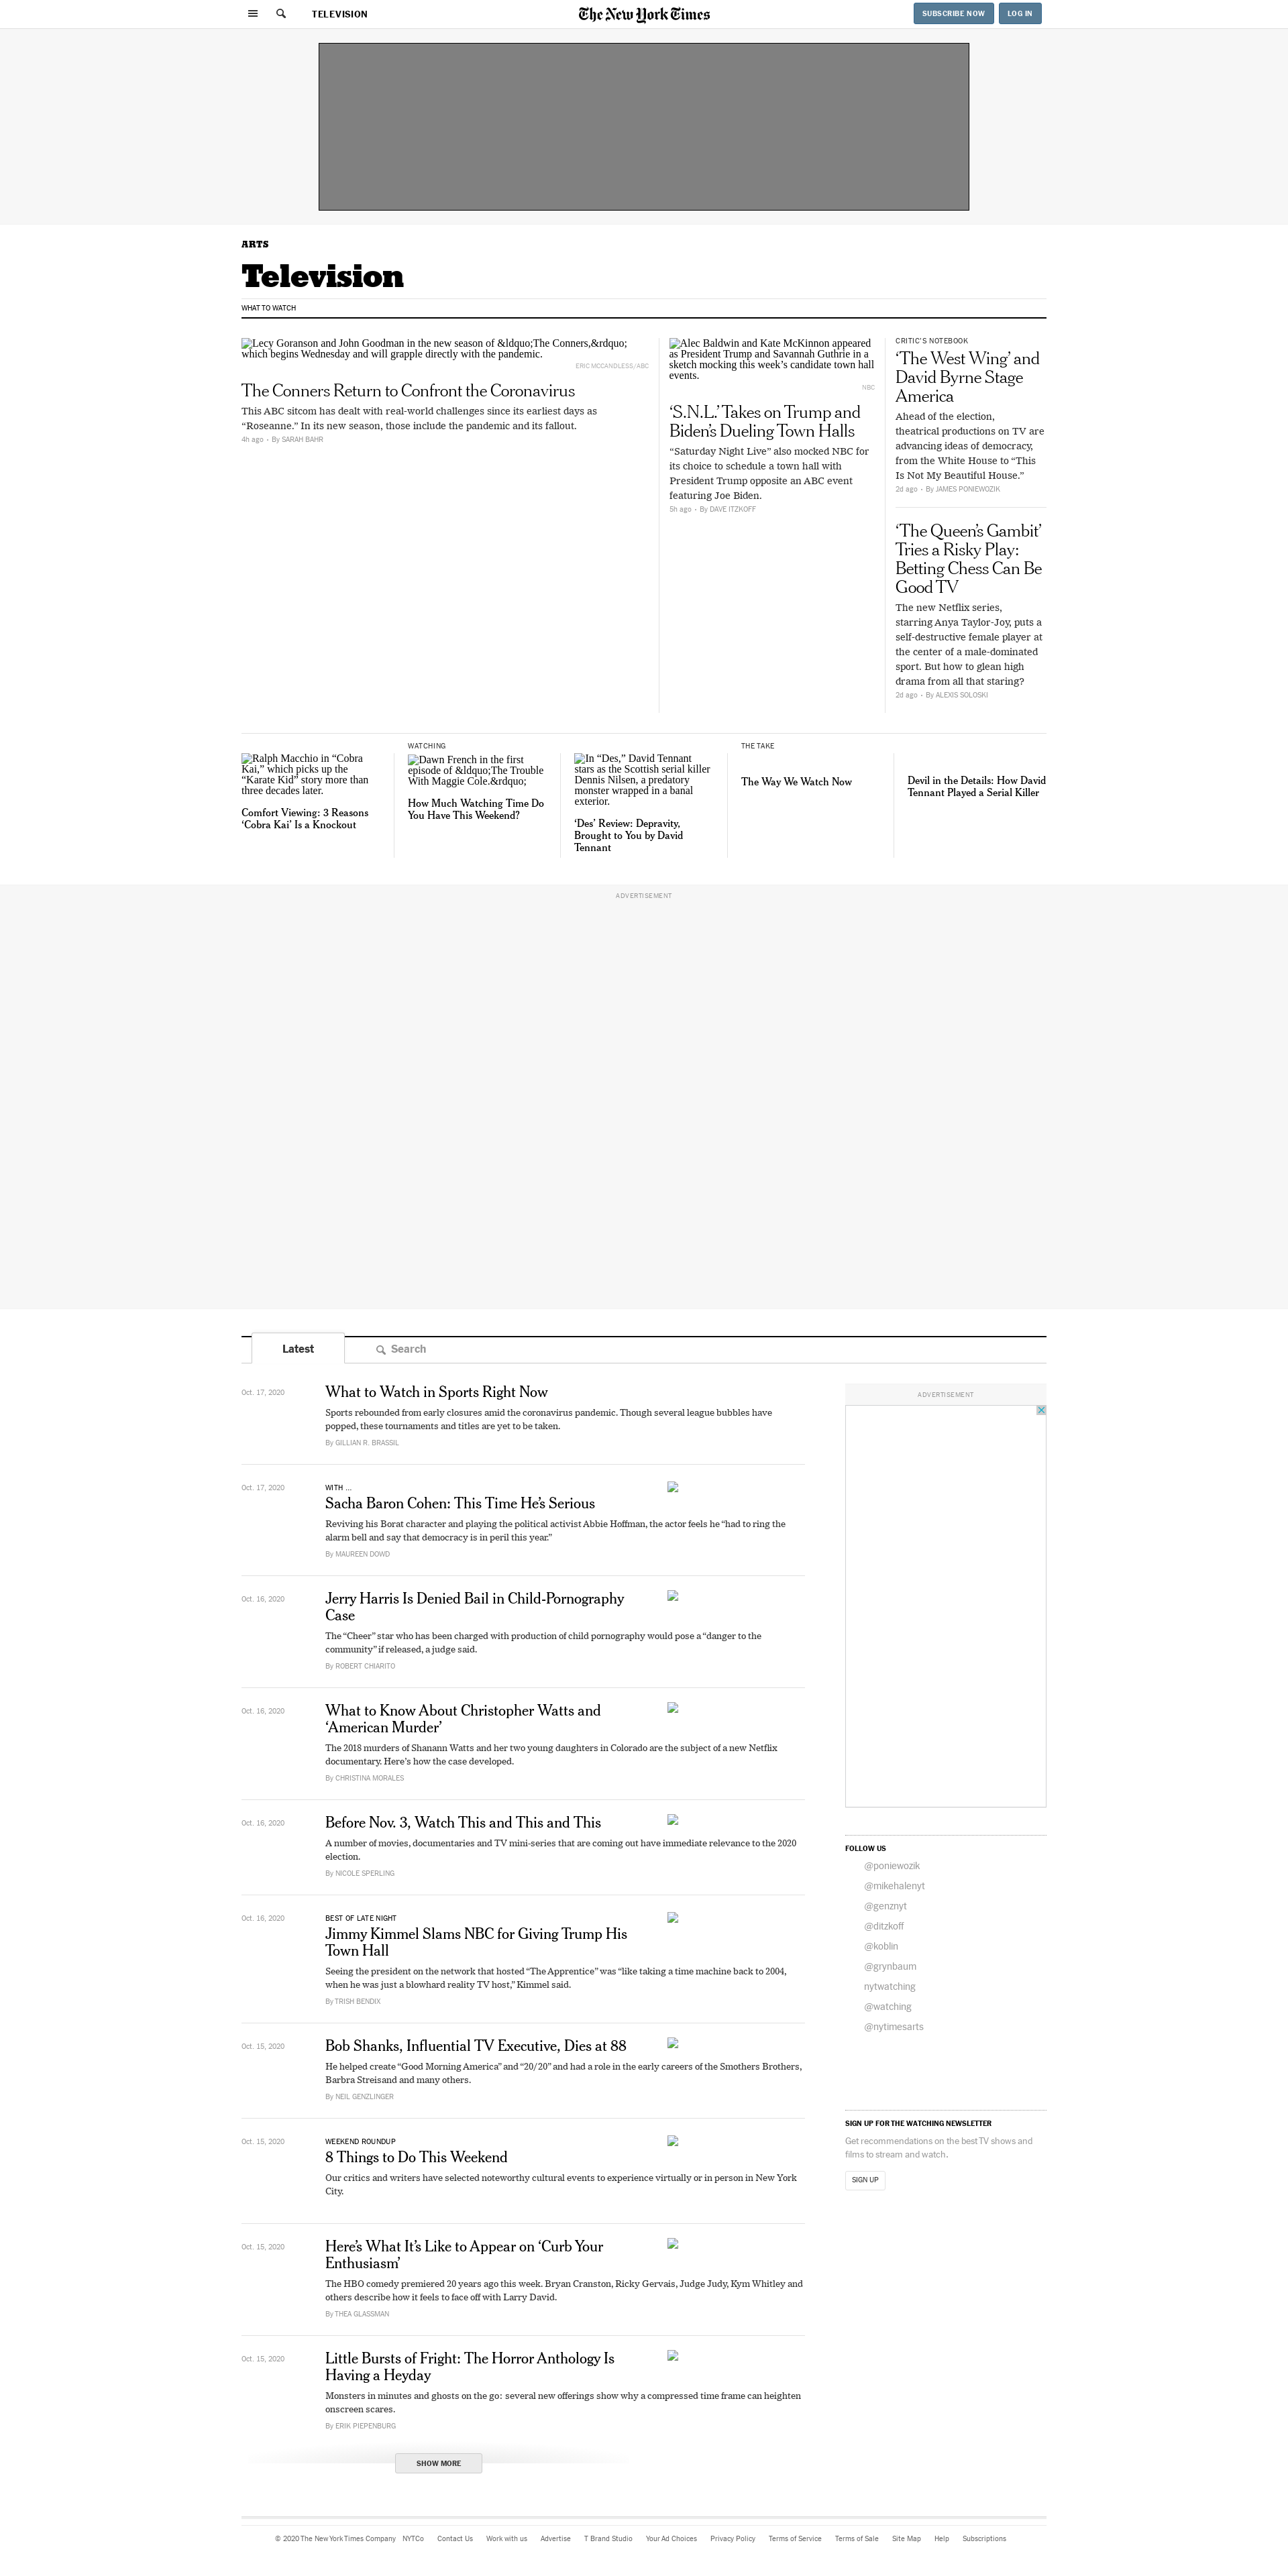 TELEVISION
The New York Times
SUBSCRIBE NOW
LOG IN
ARTS
Television
WHAT TO WATCH
Lecy Goranson and John Goodman in the new season of &ldquo;The Conners,&rdquo;
which begins Wednesday and will grapple directly with the pandemic.
ERIC MCCANDLESS/ABC
The Conners Return to Confront the Coronavirus
This ABC sitcom has dealt with real-world challenges since its earliest days as
“Roseanne.” In its new season, those include the pandemic and its fallout.
4h ago • By SARAH BAHR
Alec Baldwin and Kate McKinnon appeared
as President Trump and Savannah Guthrie in a
sketch mocking this week’s candidate town hall
events.
NBC
‘S.N.L.’ Takes on Trump and
Biden’s Dueling Town Halls
“Saturday Night Live” also mocked NBC for
its choice to schedule a town hall with
President Trump opposite an ABC event
featuring Joe Biden.
5h ago • By DAVE ITZKOFF
CRITIC’S NOTEBOOK
‘The West Wing’ and
David Byrne Stage
America
Ahead of the election,
theatrical productions on TV are
advancing ideas of democracy,
from the White House to “This
Is Not My Beautiful House.”
2d ago • By JAMES PONIEWOZIK
‘The Queen’s Gambit’
Tries a Risky Play:
Betting Chess Can Be
Good TV
The new Netflix series,
starring Anya Taylor-Joy, puts a
self-destructive female player at
the center of a male-dominated
sport. But how to glean high
drama from all that staring?
2d ago • By ALEXIS SOLOSKI
Ralph Macchio in “Cobra
Kai,” which picks up the
“Karate Kid” story more than
three decades later.
Comfort Viewing: 3 Reasons
‘Cobra Kai’ Is a Knockout
WATCHING
Dawn French in the first
episode of &ldquo;The Trouble
With Maggie Cole.&rdquo;
How Much Watching Time Do
You Have This Weekend?
In “Des,” David Tennant
stars as the Scottish serial killer
Dennis Nilsen, a predatory
monster wrapped in a banal
exterior.
‘Des’ Review: Depravity,
Brought to You by David
Tennant
THE TAKE
The Way We Watch Now
Devil in the Details: How David
Tennant Played a Serial Killer
ADVERTISEMENT
Latest
Search
Oct. 17, 2020
What to Watch in Sports Right Now
Sports rebounded from early closures amid the coronavirus pandemic. Though several league bubbles have
popped, these tournaments and titles are yet to be taken.
By GILLIAN R. BRASSIL
Oct. 17, 2020
WITH ...
Sacha Baron Cohen: This Time He’s Serious
Reviving his Borat character and playing the political activist Abbie Hoffman, the actor feels he “had to ring the
alarm bell and say that democracy is in peril this year.”
By MAUREEN DOWD
Oct. 16, 2020
Jerry Harris Is Denied Bail in Child-Pornography
Case
The “Cheer” star who has been charged with production of child pornography would pose a “danger to the
community” if released, a judge said.
By ROBERT CHIARITO
Oct. 16, 2020
What to Know About Christopher Watts and
‘American Murder’
The 2018 murders of Shanann Watts and her two young daughters in Colorado are the subject of a new Netflix
documentary. Here’s how the case developed.
By CHRISTINA MORALES
Oct. 16, 2020
Before Nov. 3, Watch This and This and This
A number of movies, documentaries and TV mini-series that are coming out have immediate relevance to the 2020
election.
By NICOLE SPERLING
Oct. 16, 2020
BEST OF LATE NIGHT
Jimmy Kimmel Slams NBC for Giving Trump His
Town Hall
Seeing the president on the network that hosted “The Apprentice” was “like taking a time machine back to 2004,
when he was just a blowhard reality TV host,” Kimmel said.
By TRISH BENDIX
Oct. 15, 2020
Bob Shanks, Influential TV Executive, Dies at 88
He helped create “Good Morning America” and “20/20” and had a role in the early careers of the Smothers Brothers,
Barbra Streisand and many others.
By NEIL GENZLINGER
Oct. 15, 2020
WEEKEND ROUNDUP
8 Things to Do This Weekend
Our critics and writers have selected noteworthy cultural events to experience virtually or in person in New York
City.
Oct. 15, 2020
Here’s What It’s Like to Appear on ‘Curb Your
Enthusiasm’
The HBO comedy premiered 20 years ago this week. Bryan Cranston, Ricky Gervais, Judge Judy, Kym Whitley and
others describe how it feels to face off with Larry David.
By THEA GLASSMAN
Oct. 15, 2020
Little Bursts of Fright: The Horror Anthology Is
Having a Heyday
Monsters in minutes and ghosts on the go: several new offerings show why a compressed time frame can heighten
onscreen scares.
By ERIK PIEPENBURG
SHOW MORE
ADVERTISEMENT
FOLLOW US
@poniewozik
@mikehalenyt
@genznyt
@ditzkoff
@koblin
@grynbaum
nytwatching
@watching
@nytimesarts
SIGN UP FOR THE WATCHING NEWSLETTER
Get recommendations on the best TV shows and
films to stream and watch.
SIGN UP
© 2020 The New York Times Company NYTCo Contact Us Work with us Advertise T Brand Studio Your Ad Choices Privacy Policy Terms of Service Terms of Sale Site Map Help Subscriptions